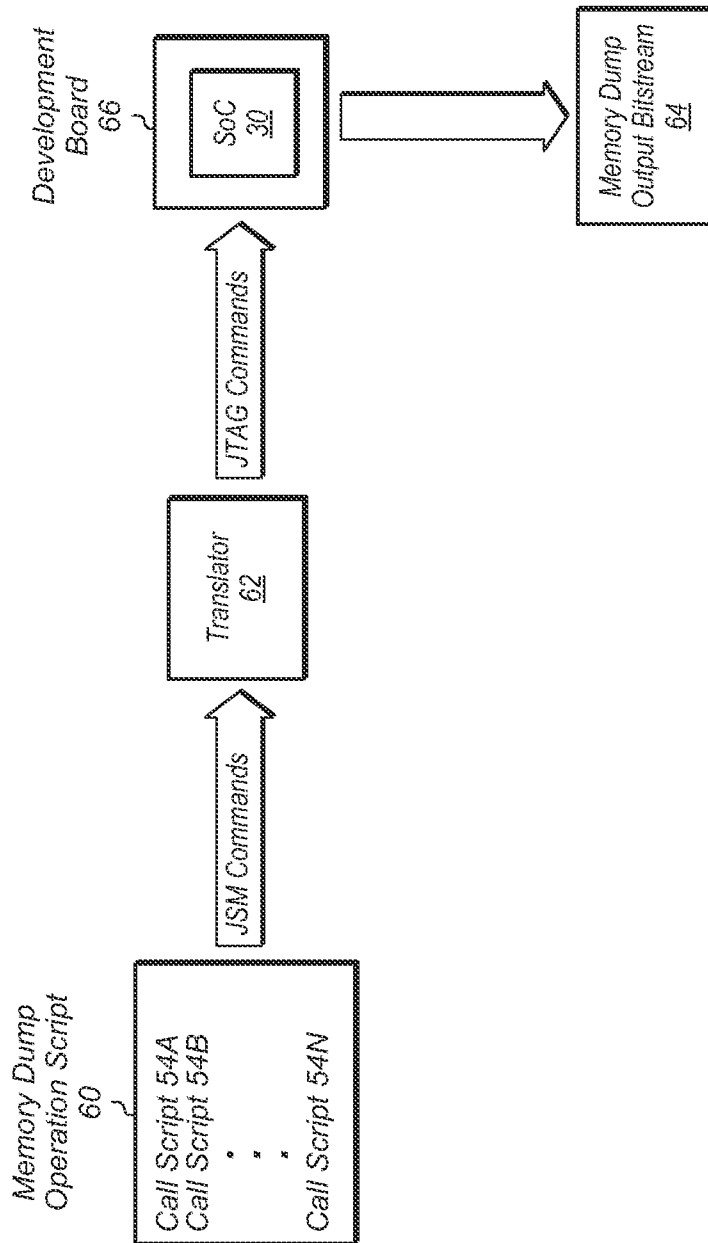 Memory Dump
Operation Script
60
Call Script 54A
Call Script 54B
Call Script 54N
JSM Commands
Translator
62
JTAG Commands
Development
Board
66
SoC
30
Memory Dump
Output Bitstream
64